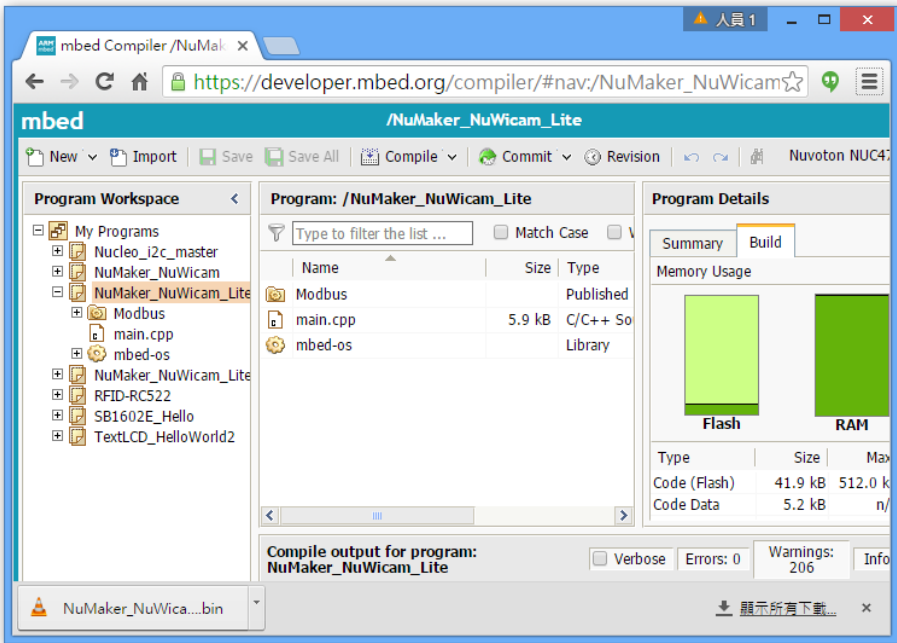 人員 1
ARM mbed
mbed Compiler /NuMak
https://developer.mbed.org/compiler/#nav:/NuMaker_NuWicam
mbed
/NuMaker_NuWicam_Lite
New Import Save Save All Compile Commit Revision Nuvoton NUC47
Program Workspace
My Programs
Nucleo_i2c_master
NuMaker_NuWicam
NuMaker_NuWicam_Lite
Modbus
main.cpp
mbed-os
NuMaker_NuWicam_Lite
RFID-RC522
SB1602E_Hello
TextLCD_HelloWorld2
Program: /NuMaker_NuWicam_Lite
Type to filter the list ... Match Case
Name Size Type
Modbus Published
main.cpp 5.9 kB C/C++ So
mbed-os Library
Program Details
Summary Build
Memory Usage
Flash RAM
Type Size Max
Code (Flash) 41.9 kB 512.0 k
Code Data 5.2 kB n/
Compile output for program:
NuMaker_NuWicam_Lite
Verbose Errors: 0 Warnings: 206 Info
NuMaker_NuWica....bin
顯示所有下載...